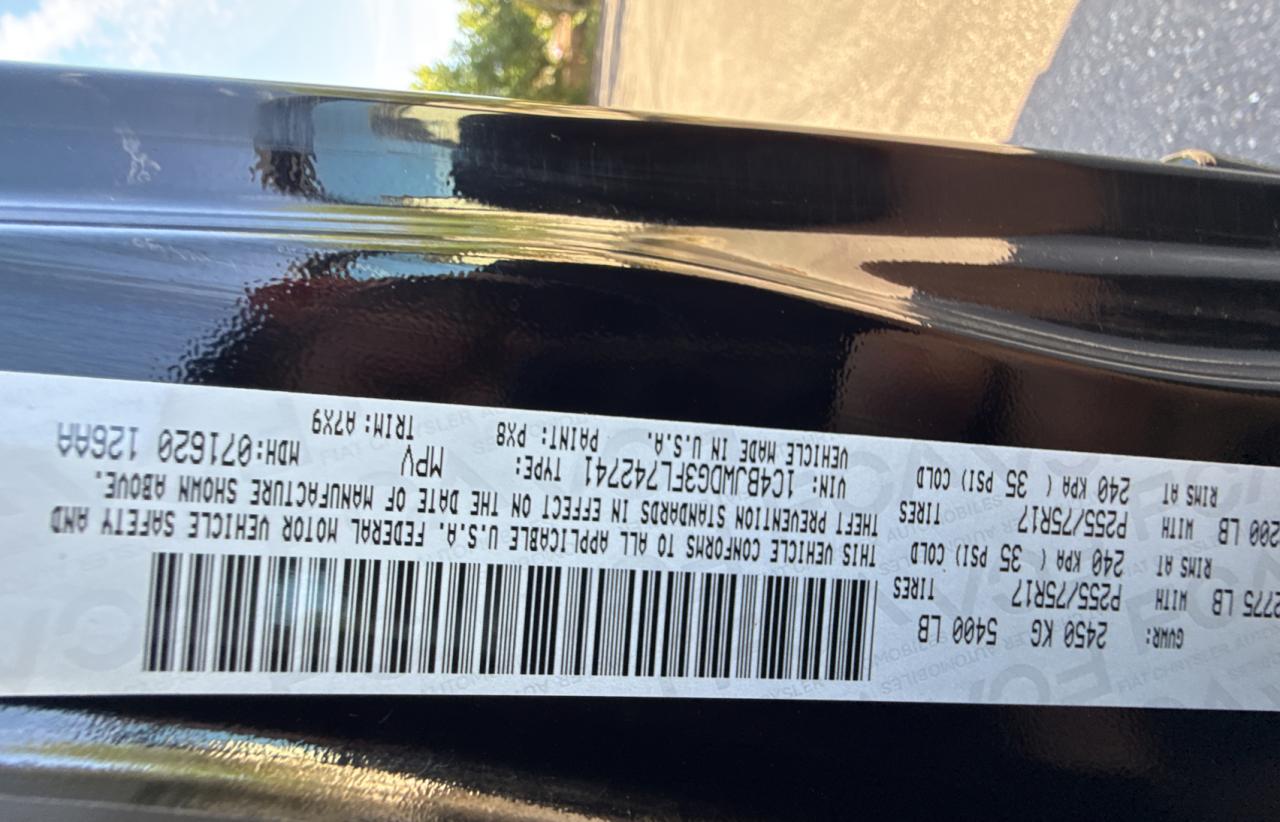 GVWR: 2450 KG 5400 LB
2775 LB WITH P255/75R17 TIRES
RIMS AT 240 KPA ( 35 PSI) COLD
200 LB WITH P255/75R17 TIRES
RIMS AT 240 KPA ( 35 PSI) COLD
THIS VEHICLE CONFORMS TO ALL APPLICABLE U.S.A. FEDERAL MOTOR VEHICLE SAFETY AND
THEFT PREVENTION STANDARDS IN EFFECT ON THE DATE OF MANUFACTURE SHOWN ABOVE.
VIN: 1C4BJWDG3FL742741 TYPE: MPV MDH:071620 126AA
VEHICLE MADE IN U.S.A. PAINT: PX8 TRIM: A7X9